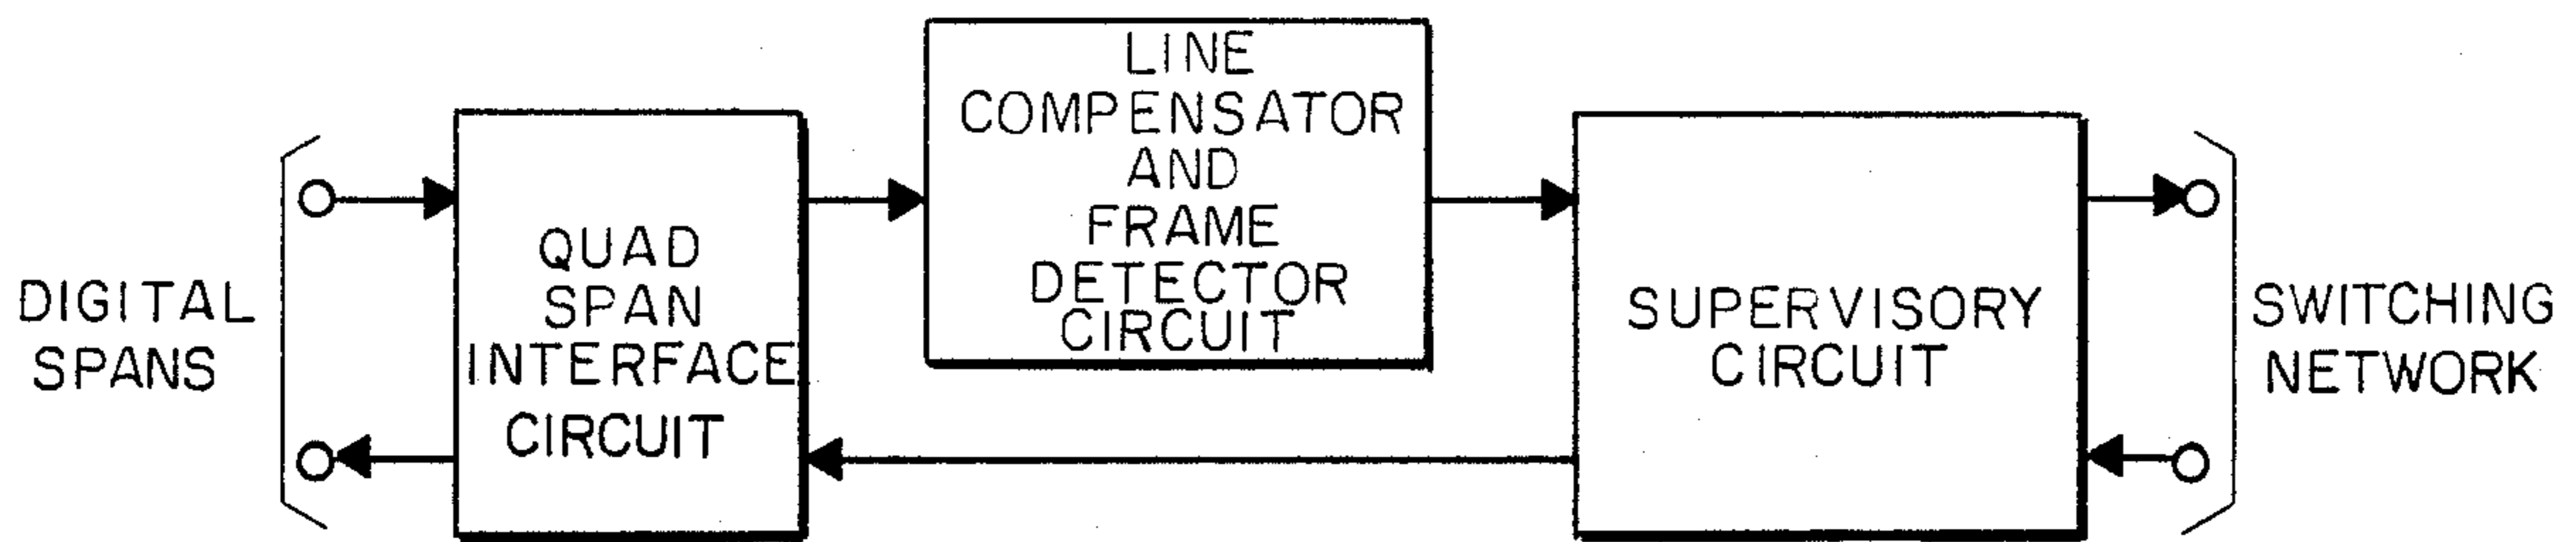 DIGITAL
SPANS
QUAD
SPAN
INTERFACE
CIRCUIT
LINE
COMPENSATOR
AND
FRAME
DETECTOR
CIRCUIT
SUPERVISORY
CIRCUIT
SWITCHING
NETWORK